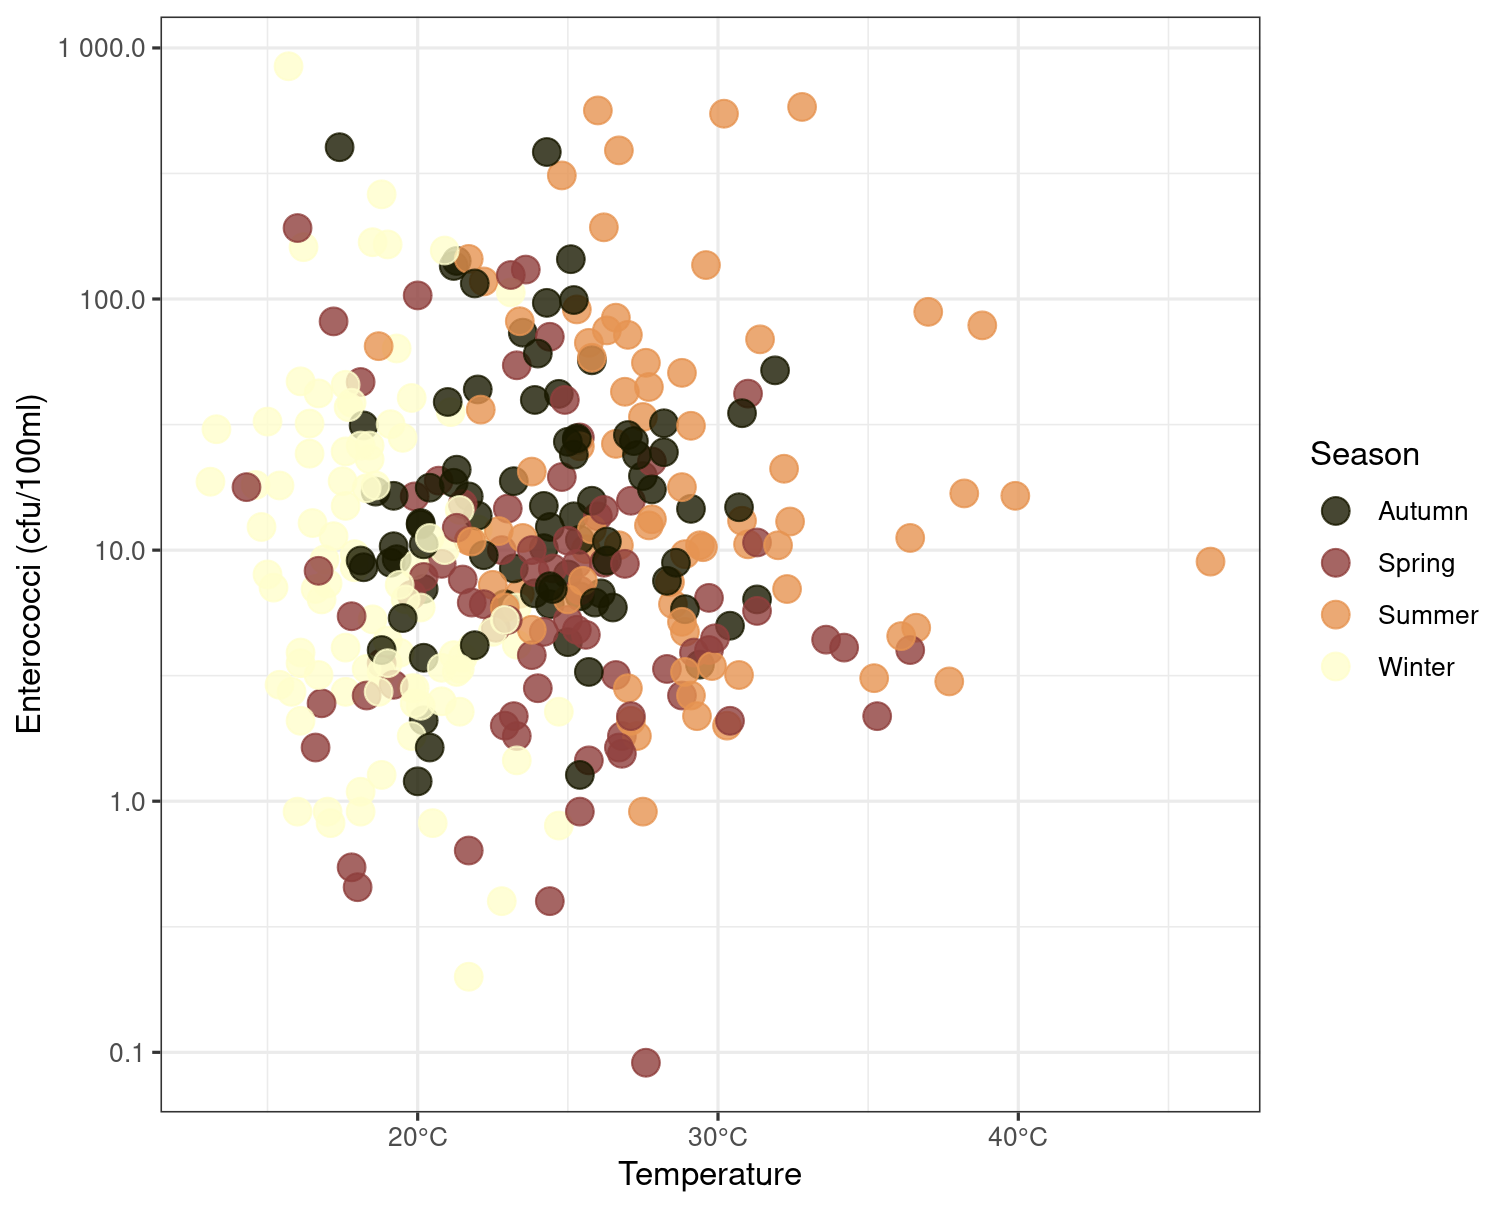 1 000.0
100.0
10.0
1.0
0.1
Enterococci (cfu/100ml)
20°C 30°C 40°C
Temperature
Season
Autumn
Spring
Summer
Winter